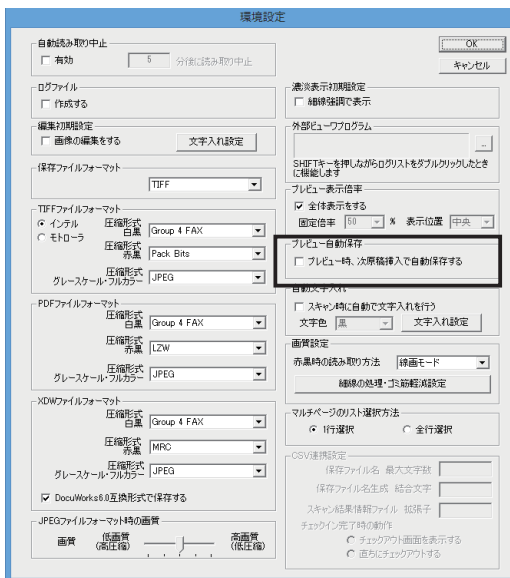 環境設定
自動読み取り中止
有効 5 分後に読み取り中止
OK
キャンセル
ログファイル
作成する
濃淡表示初期設定
細線強調で表示
編集初期設定
画像の編集をする 文字入れ設定
外部ビューワプログラム
...
SHIFTキーを押しながらログリストをダブルクリックしたとき
に機能します
保存ファイルフォーマット
TIFF
プレビュー表示倍率
全体表示をする
固定倍率 50 % 表示位置 中央
TIFFファイルフォーマット
インテル
モトローラ
圧縮形式
白黒 Group 4 FAX
圧縮形式
赤黒 Pack Bits
圧縮形式
グレースケール・フルカラー JPEG
プレビュー自動保存
プレビュー時、次原稿挿入で自動保存する
自動文字入れ
スキャン時に自動で文字入れを行う
文字色 黒 文字入れ設定
PDFファイルフォーマット
圧縮形式
白黒 Group 4 FAX
圧縮形式
赤黒 LZW
圧縮形式
グレースケール・フルカラー JPEG
画質設定
赤黒時の読み取り方法 線画モード
細線の処理・ゴミ筋軽減設定
XDWファイルフォーマット
圧縮形式
白黒 Group 4 FAX
圧縮形式
赤黒 MRC
圧縮形式
グレースケール・フルカラー JPEG
DocuWorks6.0互換形式で保存する
マルチページのリスト選択方法
1行選択 全行選択
CSV連携設定
保存ファイル名 最大文字数
保存ファイル名生成 結合文字
スキャン結果情報ファイル 拡張子
チェックイン完了時の動作
チェックアウト画面を表示する
直ちにチェックアウトする
JPEGファイルフォーマット時の画質
画質 低画質
(高圧縮)
高画質
(低圧縮)